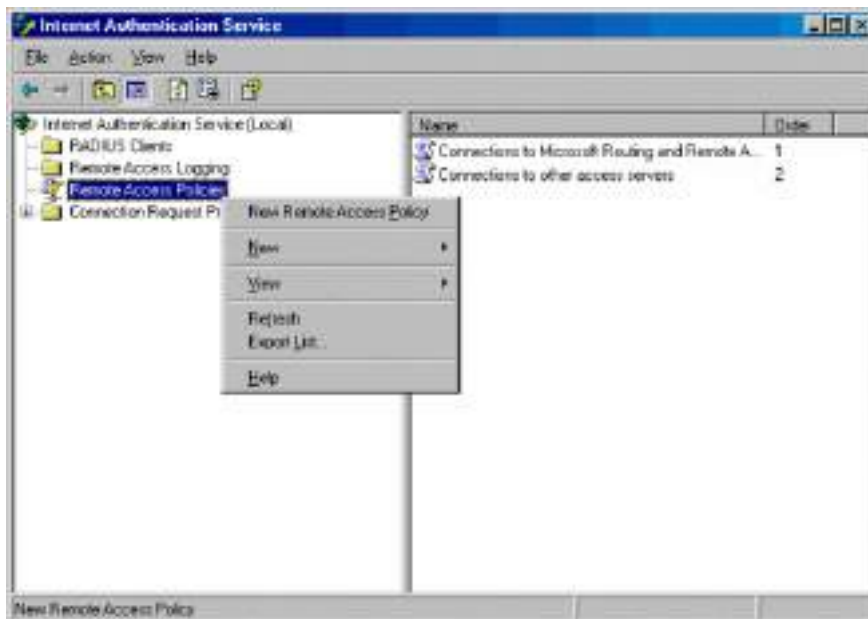 Internet Authentication Service
File Action View Help
Internet Authentication Service (Local)
RADIUS Clients
Remote Access Logging
Remote Access Policies
Connection Request P
Name Order
Connections to Microsoft Routing and Remote A... 1
Connections to other access servers 2
New Remote Access Policy
New
View
Refresh
Export List...
Help
New Remote Access Policy